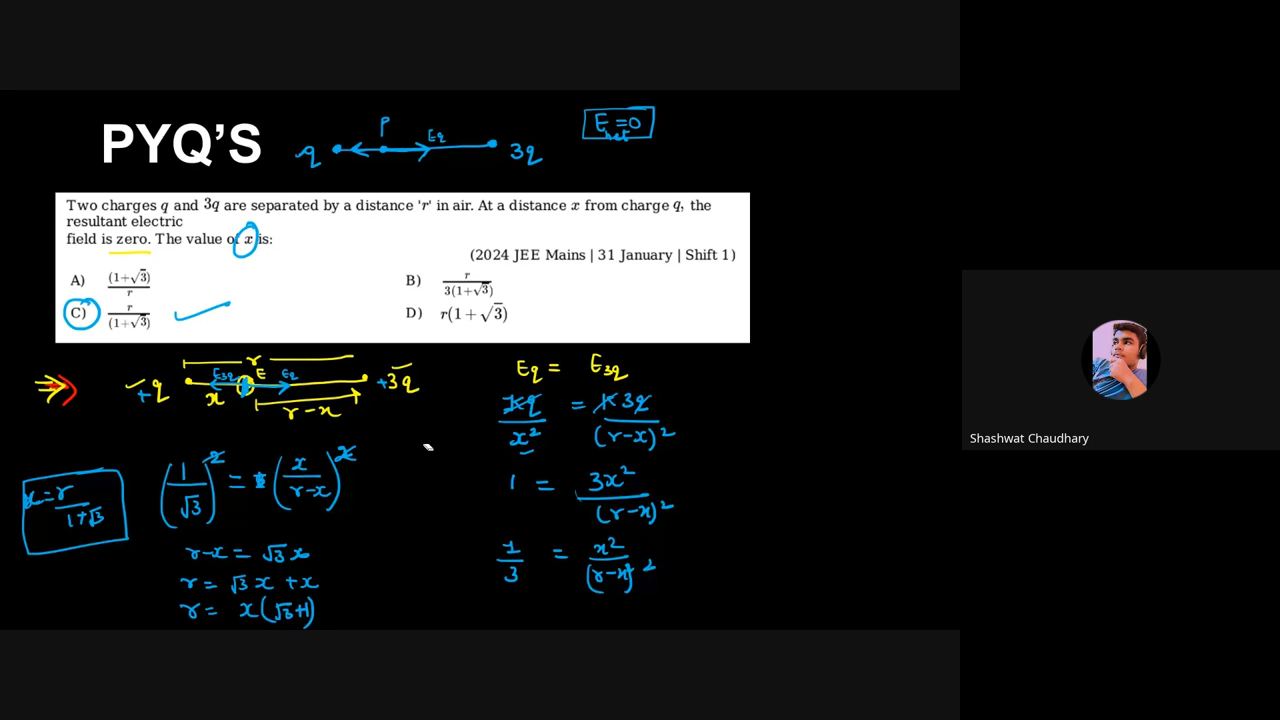 PYQ'S
P
Eq
q
3q
E net = 0
Two charges q and 3q are separated by a distance 'r' in air. At a distance x from charge q, the
resultant electric
field is zero. The value of x is:
(2024 JEE Mains | 31 January | Shift 1)
A) (1+√3)/r
B) r/3(1+√3)
C) r/(1+√3)
D) r(1+√3)
r
+q
E3q
E
Eq
+3q
x
r-x
Eq = E3q
kq/x² = k3q/(r-x)²
1 = 3x²/(r-x)²
1/3 = x²/(r-x)²
(1/√3)² = (x/r-x)²
r-x = √3x
r = √3x + x
r = x(√3+1)
x = r/1+√3
Shashwat Chaudhary